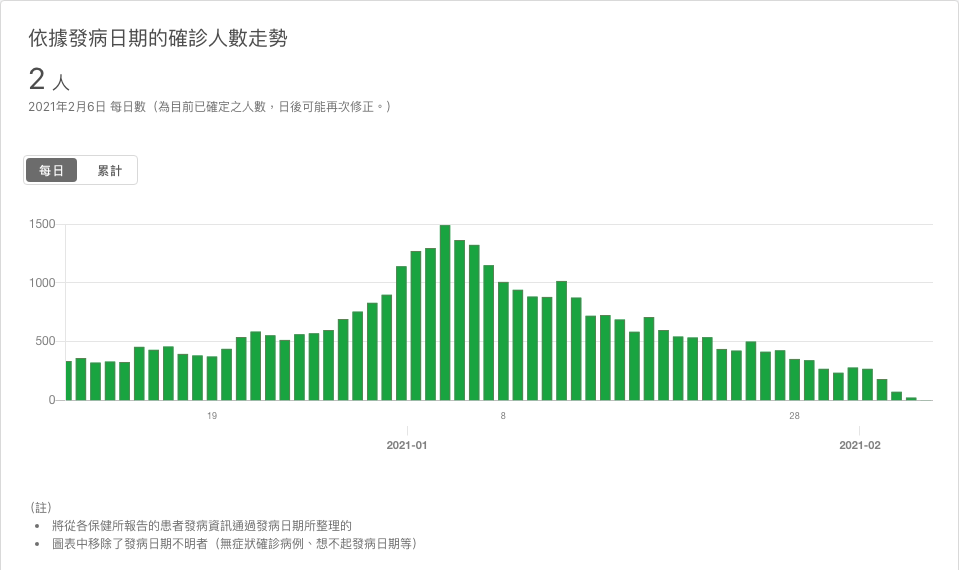 依據發病日期的確診人數走勢
2 人
2021年2月6日 每日數（為目前已確定之人數，日後可能再次修正。）
每日 累計
1500
1000
500
0
19 8 28
2021-01 2021-02
（註）
• 將從各保健所報告的患者發病資訊通過發病日期所整理的
• 圖表中移除了發病日期不明者（無症狀確診病例、想不起發病日期等）